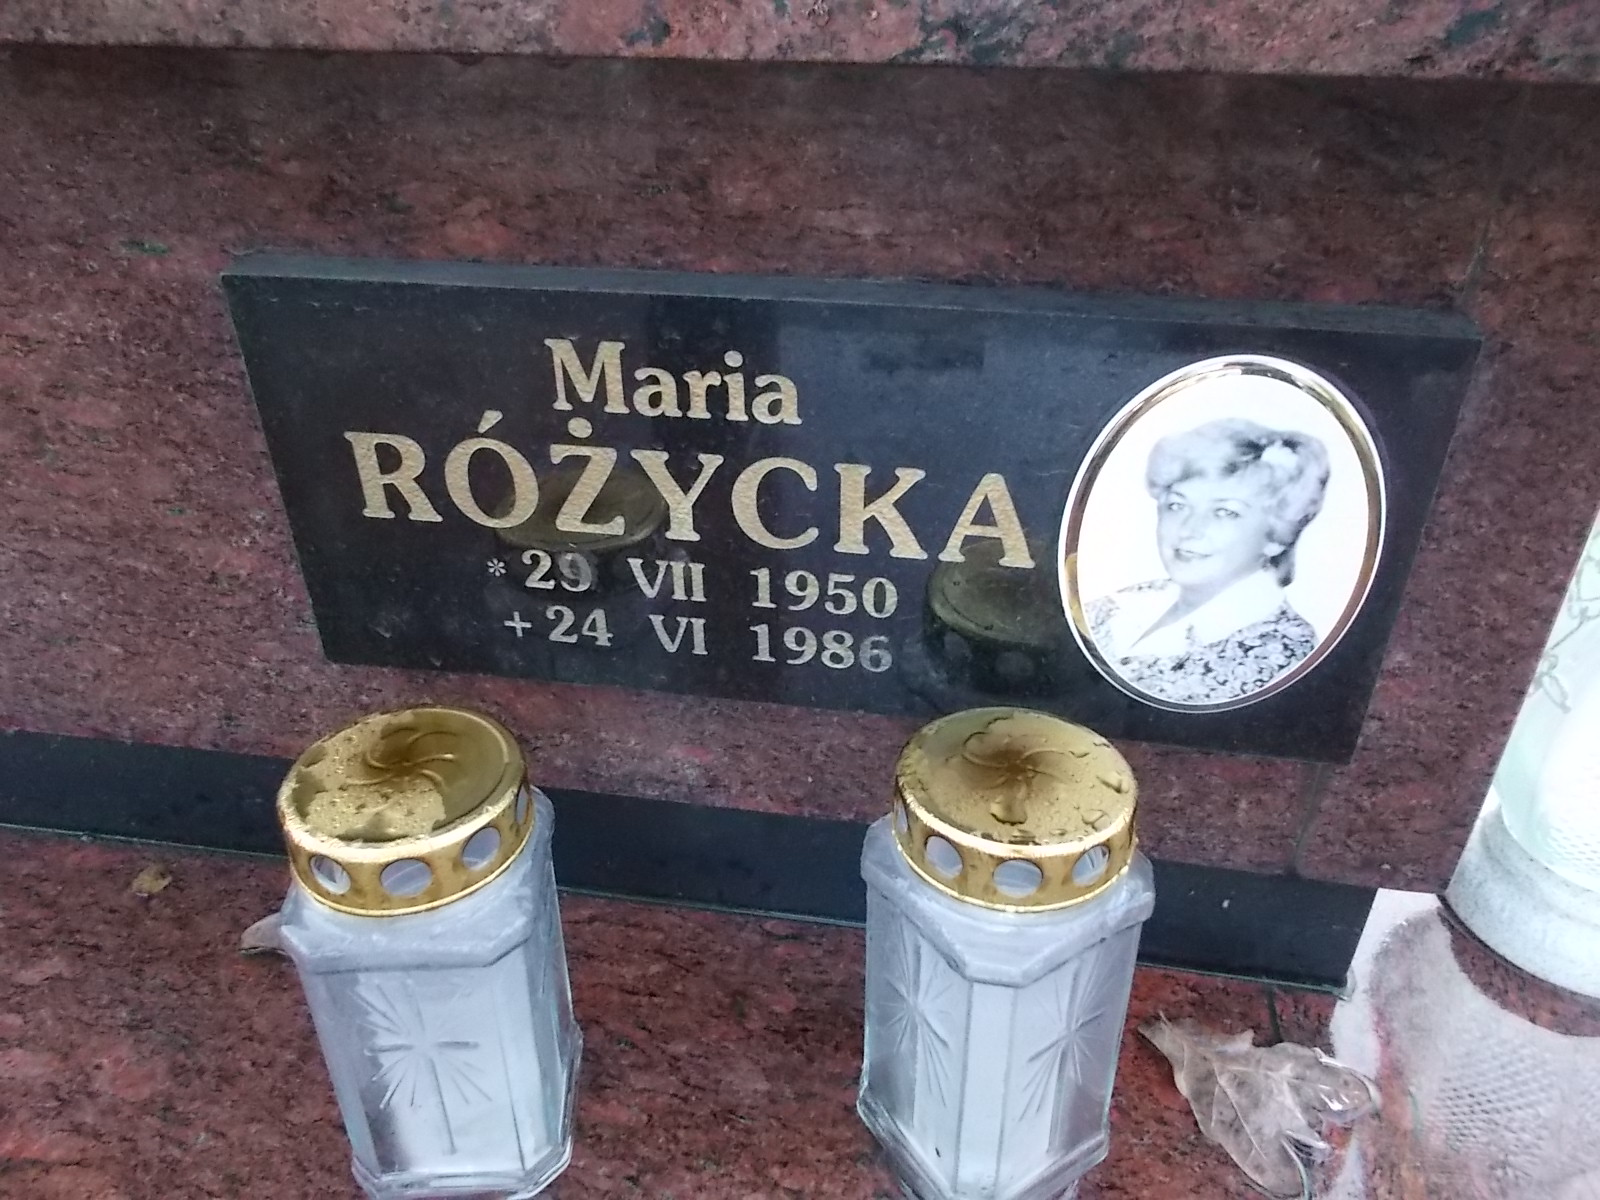 Maria
RÓŻYCKA
* 29 VII 1950
+ 24 VI 1986